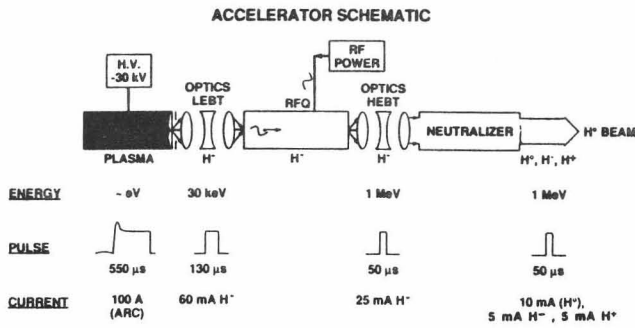 ACCELERATOR SCHEMATIC
H.V.
-30 kV
RF
POWER
OPTICS
LEBT
OPTICS
HEBT
RFQ
NEUTRALIZER
H° BEAM
PLASMA
H⁻
H⁻
H⁻
H°, H⁻, H⁺
ENERGY ~ eV 30 keV 1 MeV 1 MeV
PULSE
550 µs 130 µs 50 µs 50 µs
CURRENT 100 A 60 mA H⁻ 25 mA H⁻ 10 mA (H°),
(ARC) 5 mA H⁻ , 5 mA H⁺